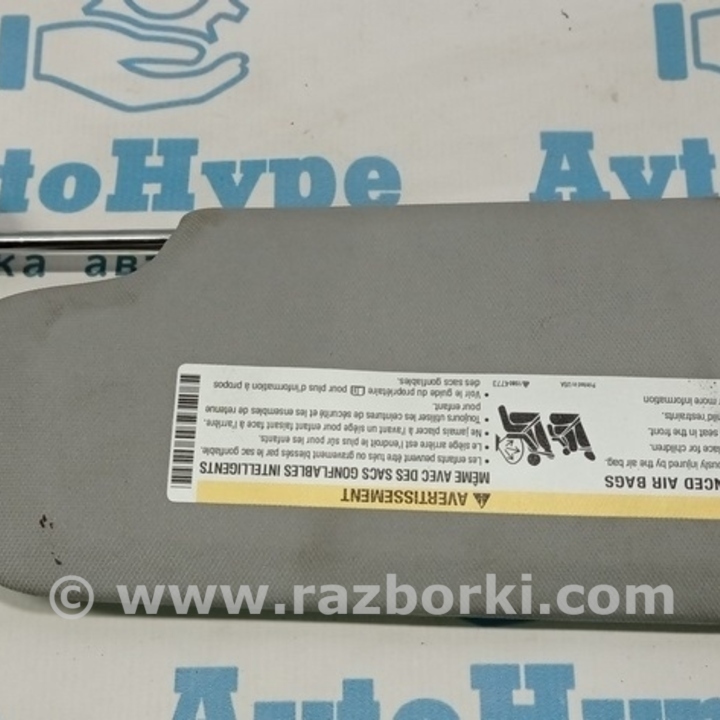 AutoHype
AvtoHype
ка авт
AVERTISSEMENT
MÊME AVEC DES SACS GONFLABLES INTELLIGENTS
• Les enfants peuvent être tués ou gravement blessés par le sac gonflable.
• Le siège arrière est l'endroit le plus sûr pour les enfants.
• Ne jamais placer à l'avant un siège pour enfant faisant face à l'arrière.
• Toujours utiliser les ceintures de sécurité et les ensembles de retenue
pour enfant.
• Voir le guide du propriétaire pour plus d'information à propos
des sacs gonflables.
NCED AIR BAGS
ously injured by the air bag.
lace for children.
seat in the front.
ild restraints.
r more information
Printed in USA
© www.razborki.com
AutoHype